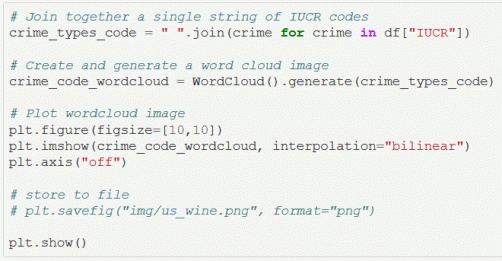 # Join together a single string of IUCR codes
crime_types_code = " ".join(crime for crime in df["IUCR"])
# Create and generate a word cloud image
crime_code_wordcloud = WordCloud().generate(crime_types_code)
# Plot wordcloud image
plt.figure(figsize=[10,10])
plt.imshow(crime_code_wordcloud, interpolation="bilinear")
plt.axis("off")
# store to file
# plt.savefig("img/us_wine.png", format="png")
plt.show()